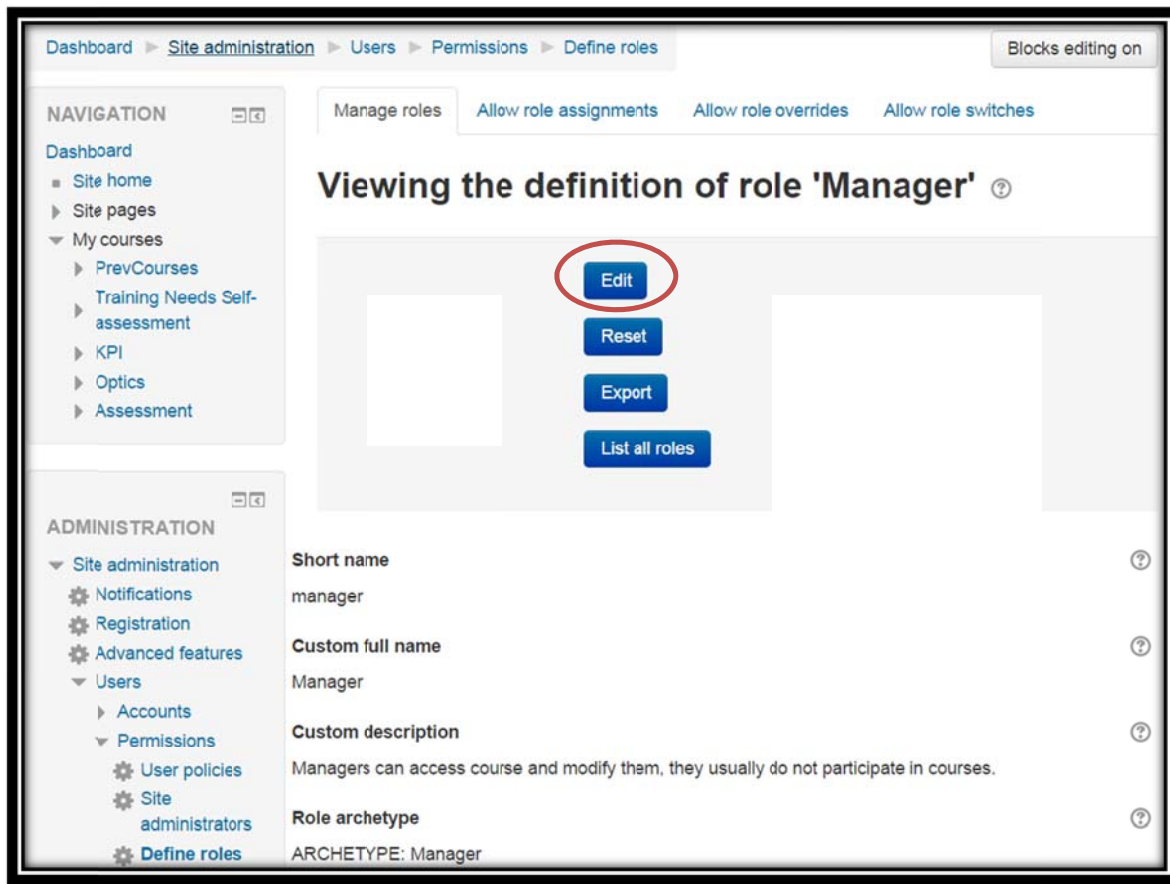 Dashboard Site administration Users Permissions Define roles
Blocks editing on
NAVIGATION
Dashboard
Site home
Site pages
My courses
PrevCourses
Training Needs Self-
assessment
KPI
Optics
Assessment
ADMINISTRATION
Site administration
Notifications
Registration
Advanced features
Users
Accounts
Permissions
User policies
Site
administrators
Define roles
Manage roles Allow role assignments Allow role overrides Allow role switches
Viewing the definition of role 'Manager' ?
Edit
Reset
Export
List all roles
Short name ?
manager
Custom full name ?
Manager
Custom description ?
Managers can access course and modify them, they usually do not participate in courses.
Role archetype ?
ARCHETYPE: Manager